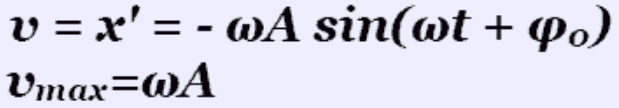 υ = x' = - ωA sin(ωt + φₒ)
υₘₐₓ=ωA